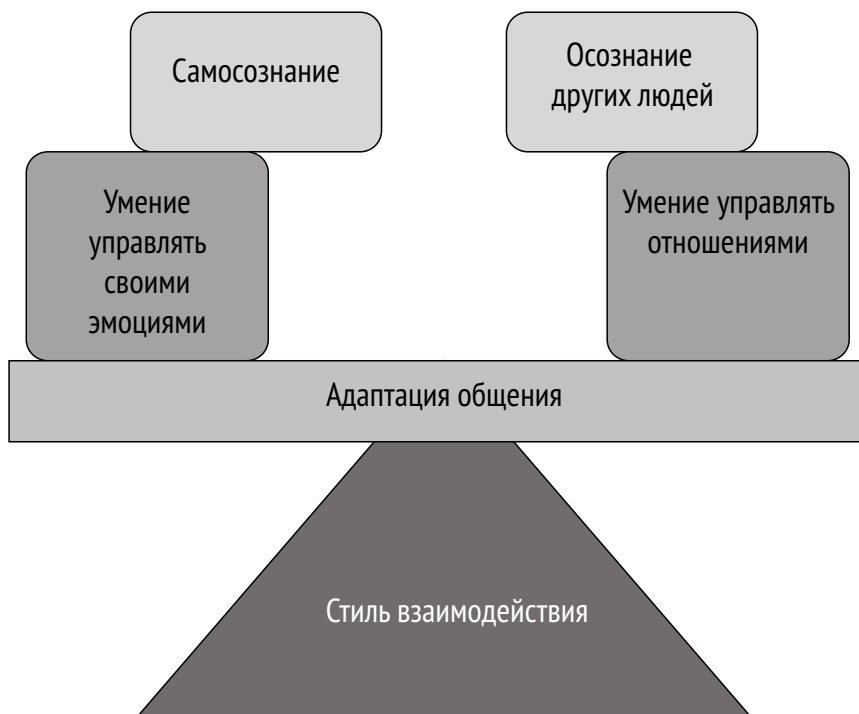 Самосознание
Осознание
других людей
Умение
управлять
своими
эмоциями
Умение управлять
отношениями
Адаптация общения
Стиль взаимодействия